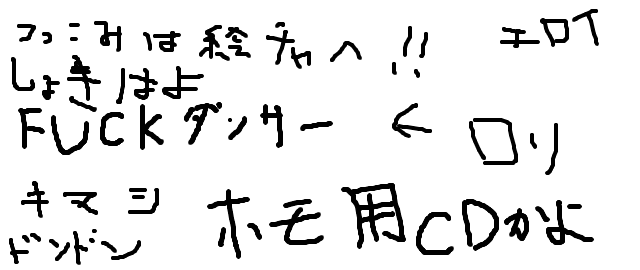 つっこみは絵チャへ!!
エロイ
しょきりはよ
FUCKダンサー ←
ロリ
キマシ
ドンドン
ホモ用CDかよ